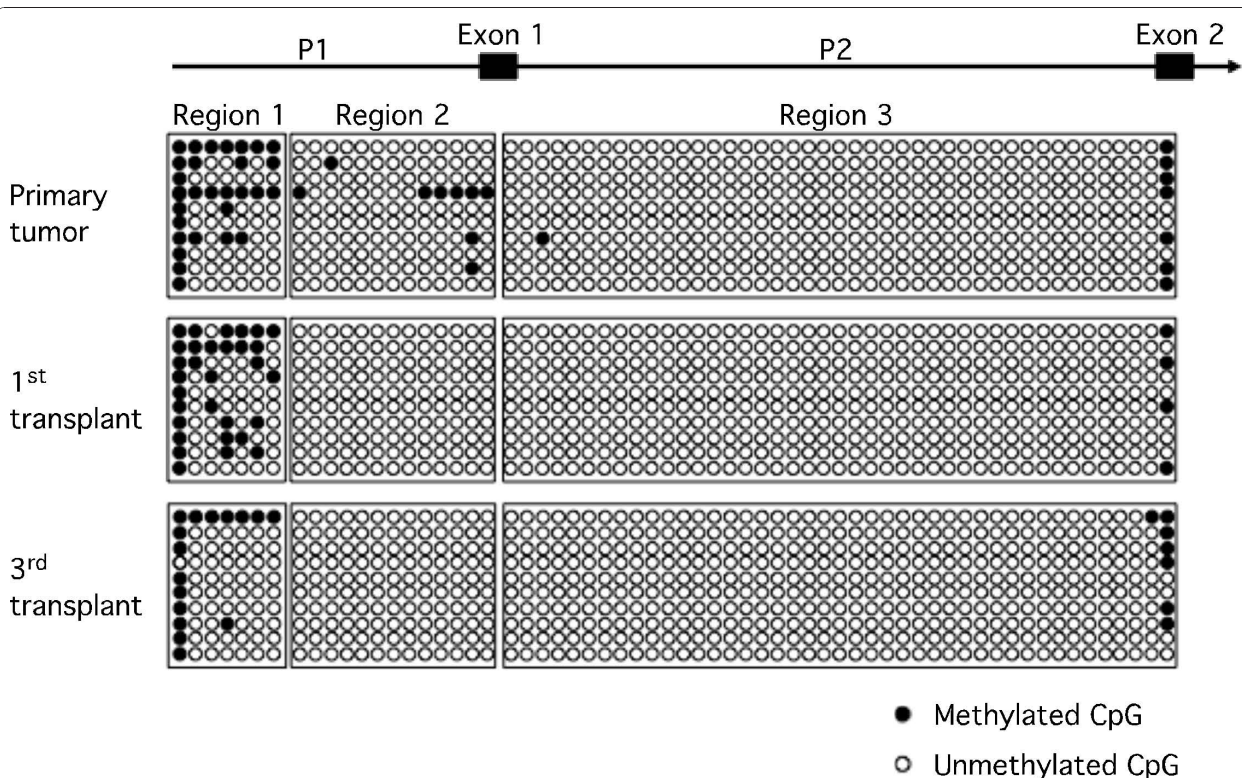 P1
Exon 1
P2
Exon 2
Region 1
Region 2
Region 3
Primary
tumor
1st
transplant
3rd
transplant
Methylated CpG
Unmethylated CpG